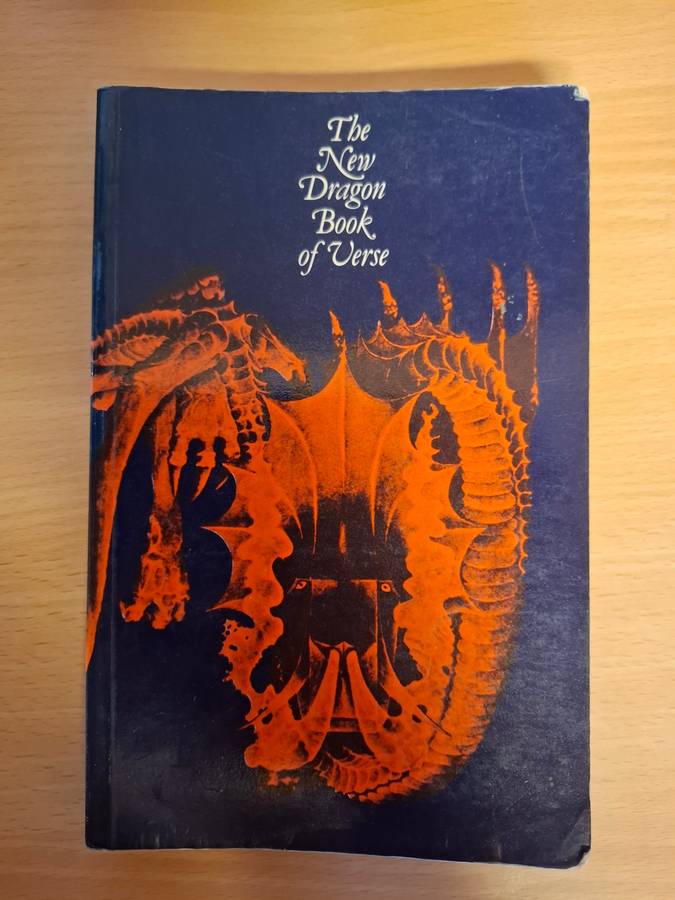 The
New
Dragon
Book
of Verse